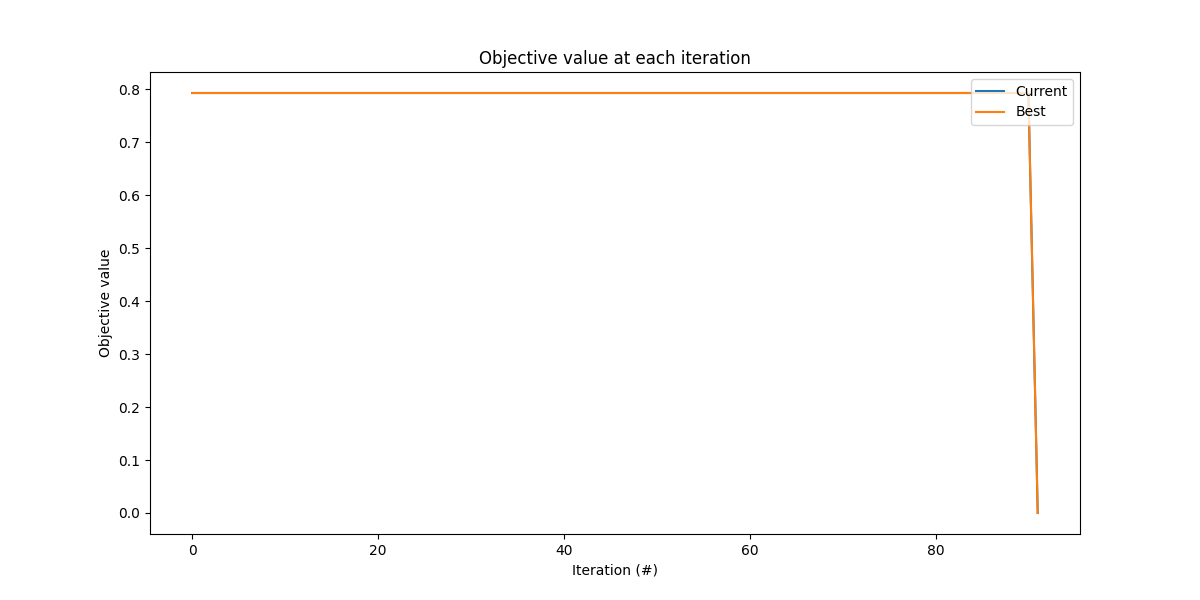 Objective value at each iteration
Current
Best
Objective value
0.8
0.7
0.6
0.5
0.4
0.3
0.2
0.1
0.0
0
20
40
60
80
Iteration (#)